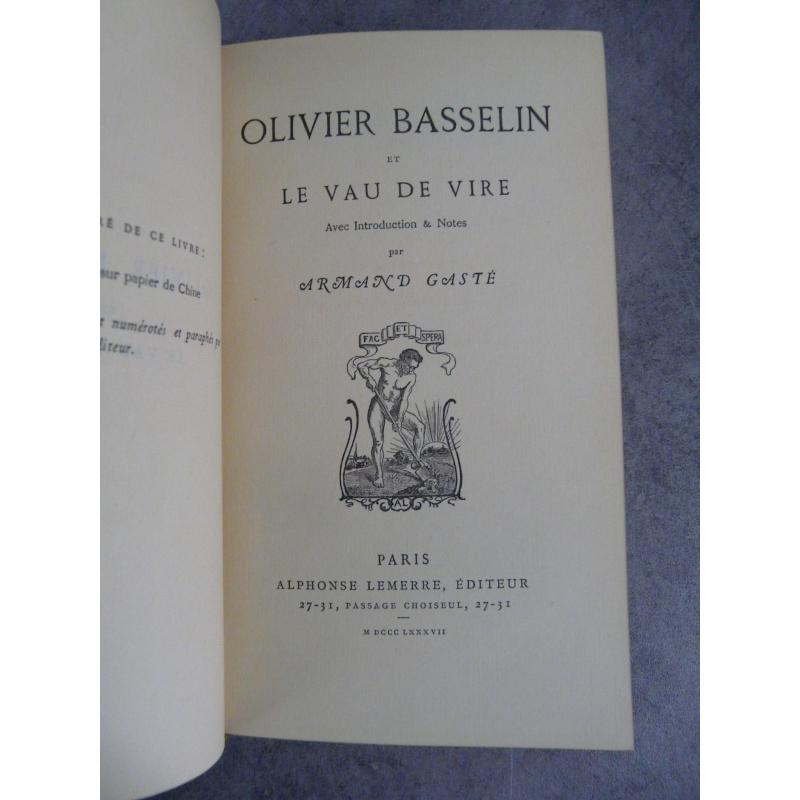 DE CE LIVRE :
sur papier de Chine
numérotés et paraphés
OLIVIER BASSELIN
ET
LE VAU DE VIRE
Avec Introduction & Notes
par
ARMAND GASTÉ
FAC ET SPERA
AL
PARIS
ALPHONSE LEMERRE, ÉDITEUR
27-31, PASSAGE CHOISEUL, 27-31
M DCCC LXXXVII